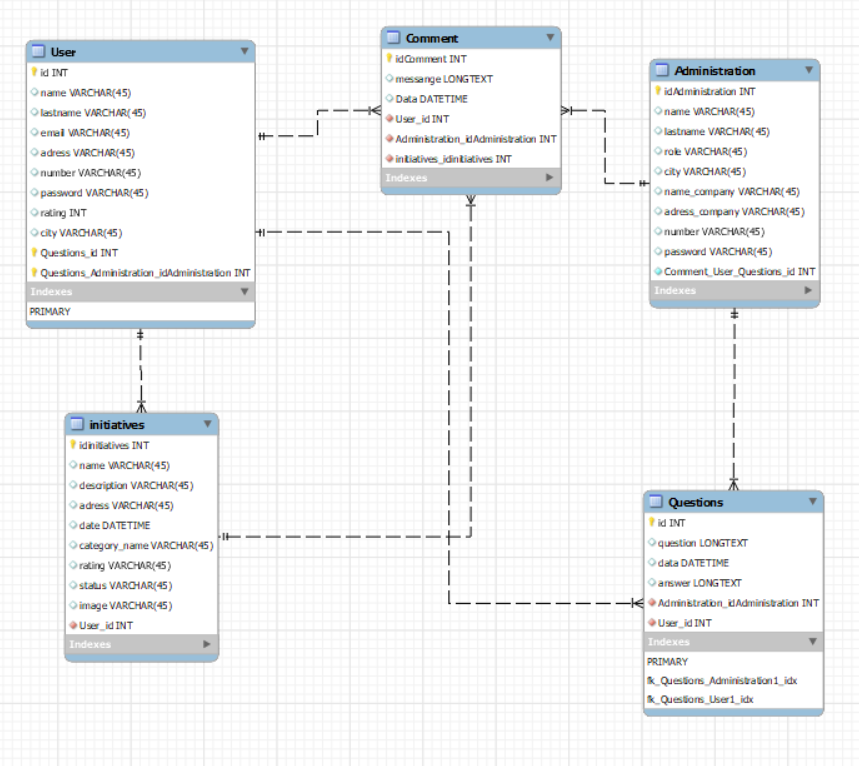 User
id INT
name VARCHAR(45)
lastname VARCHAR(45)
email VARCHAR(45)
adress VARCHAR(45)
number VARCHAR(45)
password VARCHAR(45)
rating INT
city VARCHAR(45)
Questions_id INT
Questions_Administration_idAdministration INT
Indexes
PRIMARY
Comment
idComment INT
messange LONGTEXT
Data DATETIME
User_id INT
Administration_idAdministration INT
initiatives_idinitiatives INT
Indexes
Administration
idAdministration INT
name VARCHAR(45)
lastname VARCHAR(45)
role VARCHAR(45)
city VARCHAR(45)
name_company VARCHAR(45)
adress_company VARCHAR(45)
number VARCHAR(45)
password VARCHAR(45)
Comment_User_Questions_id INT
Indexes
initiatives
idinitiatives INT
name VARCHAR(45)
description VARCHAR(45)
adress VARCHAR(45)
date DATETIME
category_name VARCHAR(45)
rating VARCHAR(45)
status VARCHAR(45)
image VARCHAR(45)
User_id INT
Indexes
Questions
id INT
question LONGTEXT
data DATETIME
answer LONGTEXT
Administration_idAdministration INT
User_id INT
Indexes
PRIMARY
fk_Questions_Administration1_idx
fk_Questions_User1_idx